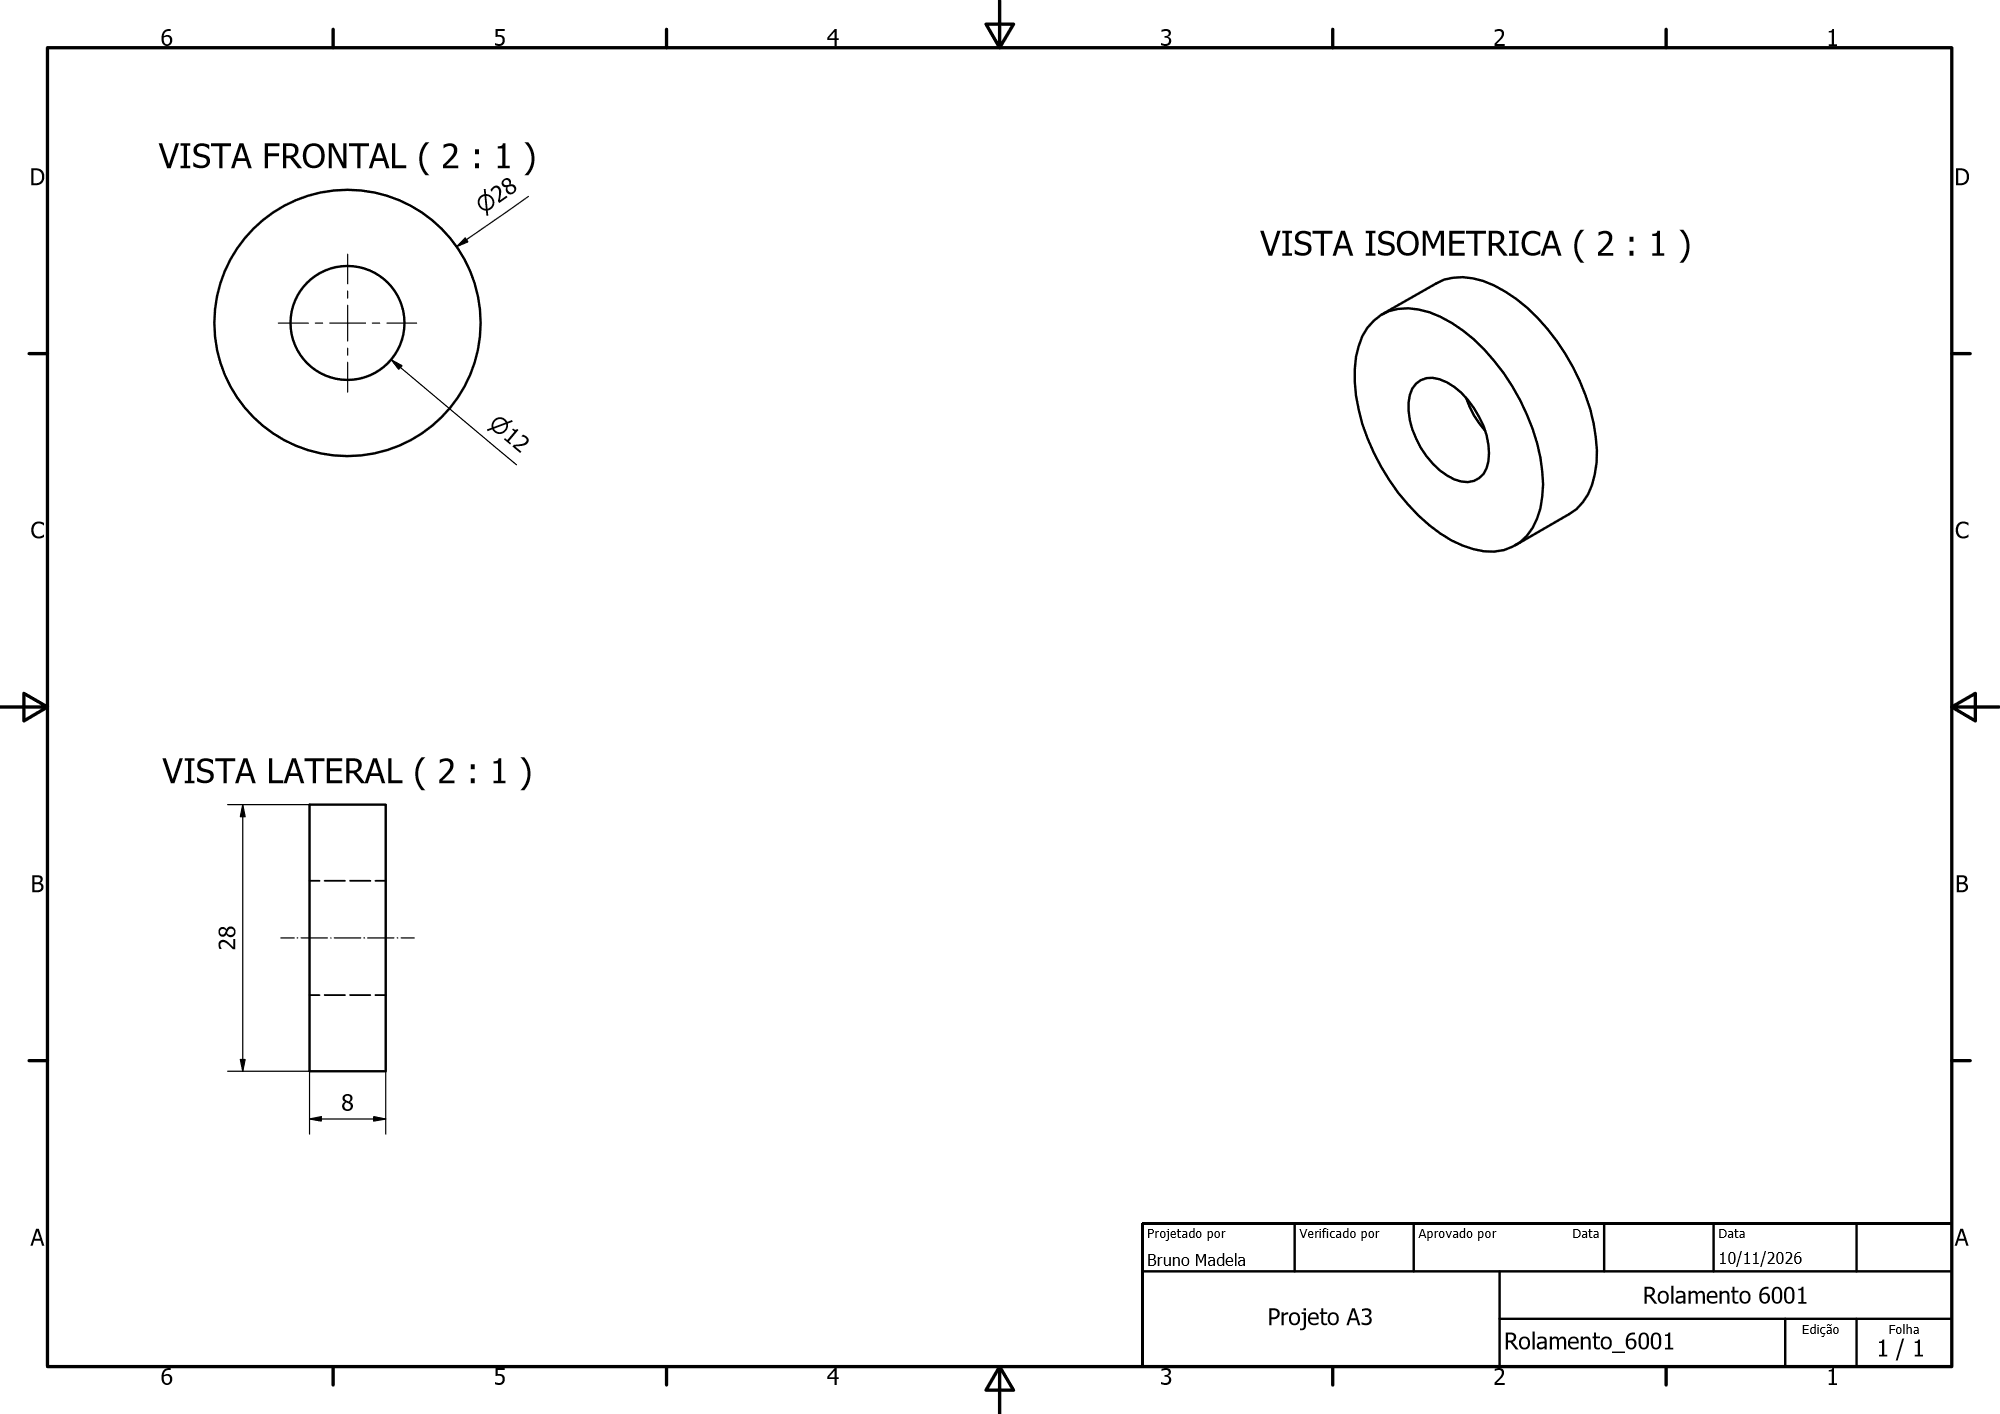 6 5 4 3 2 1
VISTA FRONTAL ( 2 : 1 )
D D
Ø28
VISTA ISOMETRICA ( 2 : 1 )
Ø12
C C
VISTA LATERAL ( 2 : 1 )
B B
28
8
A A
Projetado por Verificado por Aprovado por Data Data
Bruno Madela 10/11/2026
Rolamento 6001
Projeto A3
Edição Folha
Rolamento_6001 1 / 1
6 5 4 3 2 1